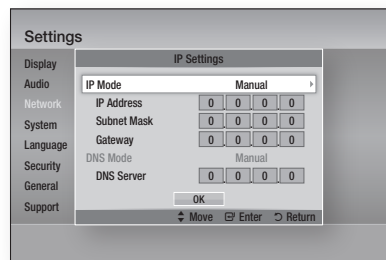 Settings
Display
Audio
Network
System
Language
Security
General
Support
IP Settings
IP Mode Manual
IP Address 0 . 0 . 0 . 0
Subnet Mask 0 . 0 . 0 . 0
Gateway 0 . 0 . 0 . 0
DNS Mode Manual
DNS Server 0 . 0 . 0 . 0
OK
Move Enter Return